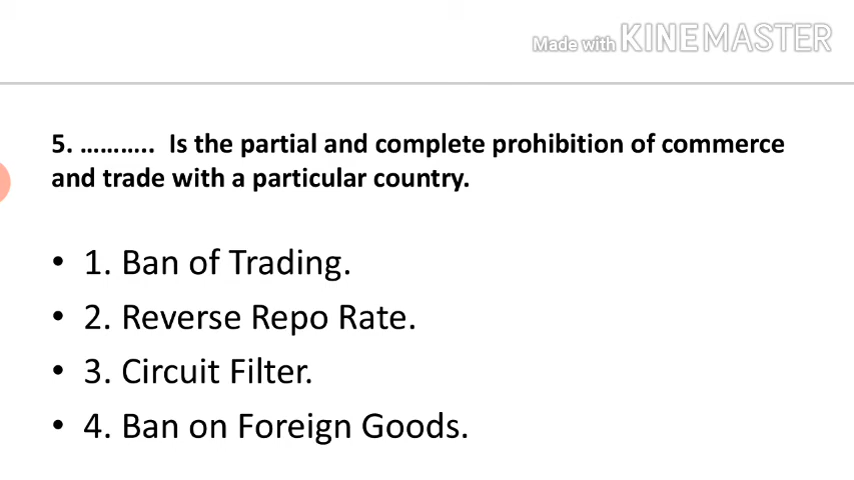 Made with KINEMASTER
5. ……….. Is the partial and complete prohibition of commerce
and trade with a particular country.
• 1. Ban of Trading.
• 2. Reverse Repo Rate.
• 3. Circuit Filter.
• 4. Ban on Foreign Goods.